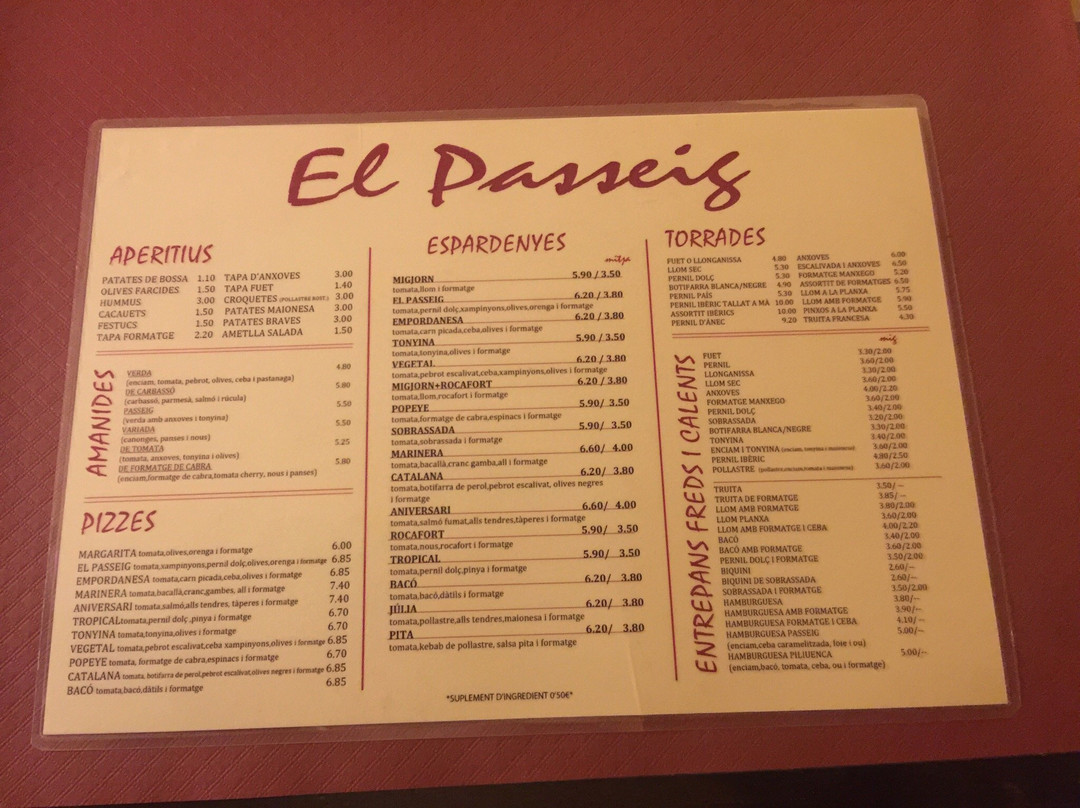 El Passeig
APERITIUS
PATATES DE BOSSA 1.10
OLIVES FARCIDES 1.50
HUMMUS 3.00
CACAUETS 1.50
FESTUCS 1.50
TAPA FORMATGE 2.20
TAPA D'ANXOVES 3.00
TAPA FUET 1.40
CROQUETES (POLLASTRE ROST.) 3.00
PATATES MAIONESA 3.00
PATATES BRAVES 3.00
AMETLLA SALADA 1.50
AMANIDES
VERDA 4.80
(enciam, tomata, pebrot, olives, ceba i pastanaga)
DE CARBASSÓ 5.80
(carbassó, parmesà, salmó i rúcula)
PASSEIG 5.50
(verda amb anxoves i tonyina)
VARIADA 5.50
(canonges, panses i nous)
DE TOMATA 5.25
(tomata, anxoves, tonyina i olives)
DE FORMATGE DE CABRA 5.80
(enciam,formatge de cabra,tomata cherry, nous i panses)
PIZZES
MARGARITA tomata,olives,orenga i formatge 6.00
EL PASSEIG tomata,xampinyons,pernil dolç,orenga i formatge 6.85
EMPORDANESA tomata,carn picada,ceba,olives i formatge 6.85
MARINERA tomata,bacallà,cranc,gambes, all i formatge 7.40
ANIVERSARI tomata,salmó,alls tendres, tàperes i formatge 7.40
TROPICAL tomata,pernil dolç ,pinya i formatge 6.70
TONYINA tomata,tonyina,olives i formatge 6.70
VEGETAL tomata,pebrot escalivat,ceba xampinyons,olives i formatge 6.85
POPEYE tomata, formatge de cabra,espinacs i formatge 6.70
CATALANA tomata, botifarra de perol,pebrot escalivat,olives negres i formatge 6.85
BACÓ tomata,bacó,dàtils i formatge 6.85
ESPARDENYES
mitja
MIGJORN 5.90 / 3.50
tomata,llom i formatge
EL PASSEIG 6.20 / 3.80
tomata,pernil dolç,xampinyons,olives,orenga i formatge
EMPORDANESA 6.20 / 3.80
tomata,carn picada,ceba,olives i formatge
TONYINA 5.90 / 3.50
tomata,tonyina,olives i formatge
VEGETAL 6.20 / 3.80
tomata,pebrot escalivat,ceba,xampinyons,olives i formatge
MIGJORN+ROCAFORT 6.20 / 3.80
tomata,llom,rocafort i formatge
POPEYE 5.90/ 3.50
tomata,formatge de cabra,espinacs i formatge
SOBRASSADA 5.90/ 3.50
tomata,sobrassada i formatge
MARINERA 6.60/ 4.00
tomata,bacallà,cranc gamba,all i formatge
CATALANA 6.20/ 3.80
tomata,botifarra de perol,pebrot escalivat, olives negres
i formatge
ANIVERSARI 6.60/ 4.00
tomata,salmó fumat,alls tendres,tàperes i formatge
ROCAFORT 5.90/ 3.50
tomata,nous,rocafort i formatge
TROPICAL 5.90/ 3.50
tomata,pernil dolç,pinya i formatge
BACÓ 6.20/ 3.80
tomata,bacó,dàtils i formatge
JÚLIA 6.20/ 3.80
tomata,pollastre,alls tendres,maionesa i formatge
PITA 6.20/ 3.80
tomata,kebab de pollastre, salsa pita i formatge
*SUPLEMENT D'INGREDIENT 0'50€*
TORRADES
FUET O LLONGANISSA 4.80
LLOM SEC 5.30
PERNIL DOLÇ 5.30
BOTIFARRA BLANCA/NEGRE 4.90
PERNIL PAÍS 5.30
PERNIL IBÈRIC TALLAT A MÀ 10.00
ASSORTIT IBÈRICS 10.00
PERNIL D'ÀNEC 9.20
ANXOVES 6.00
ESCALIVADA I ANXOVES 6.50
FORMATGE MANXEGO 5.20
ASSORTIT DE FORMATGES 6.50
LLOM A LA PLANXA 5.75
LLOM AMB FORMATGE 5.90
PINXOS A LA PLANXA 5.50
TRUITA FRANCESA 4.30
ENTREPANS FREDS I CALENTS
mig
FUET 3.30/2.00
PERNIL 3.60/2.00
LLONGANISSA 3.30/2.00
LLOM SEC 3.60/2.00
ANXOVES 4.00/2.20
FORMATGE MANXEGO 3.60/2.00
PERNIL DOLÇ 3.40/2.00
SOBRASSADA 3.20/2.00
BOTIFARRA BLANCA/NEGRE 3.30/2.00
TONYINA 3.40/2.00
ENCIAM I TONYINA (enciam, tonyina i maionesa) 3.60/2.00
PERNIL IBÈRIC 4.80/2.50
POLLASTRE (pollastre,enciam,tomata i maionesa) 3.60/2.00
TRUITA 3.50/--
TRUITA DE FORMATGE 3.85/--
LLOM AMB FORMATGE 3.80/2.00
LLOM PLANXA 3.60/2.00
LLOM AMB FORMATGE I CEBA 4.00/2.20
BACÓ 3.40/2.00
BACÓ AMB FORMATGE 3.60/2.00
PERNIL DOLÇ I FORMATGE 3.50/2.00
BIQUINI 2.60/--
BIQUINI DE SOBRASSADA 2.60/--
SOBRASSADA I FORMATGE 3.50/2.00
HAMBURGUESA 3.80/--
HAMBURGUESA AMB FORMATGE 3.90/--
HAMBURGUESA FORMATGE I CEBA 4.10/--
HAMBURGUESA PASSEIG 5.00/--
(enciam,ceba caramelitzada, foie i ou)
HAMBURGUESA PILIUENCA 5.00/--
(enciam,bacó, tomata, ceba, ou i formatge)